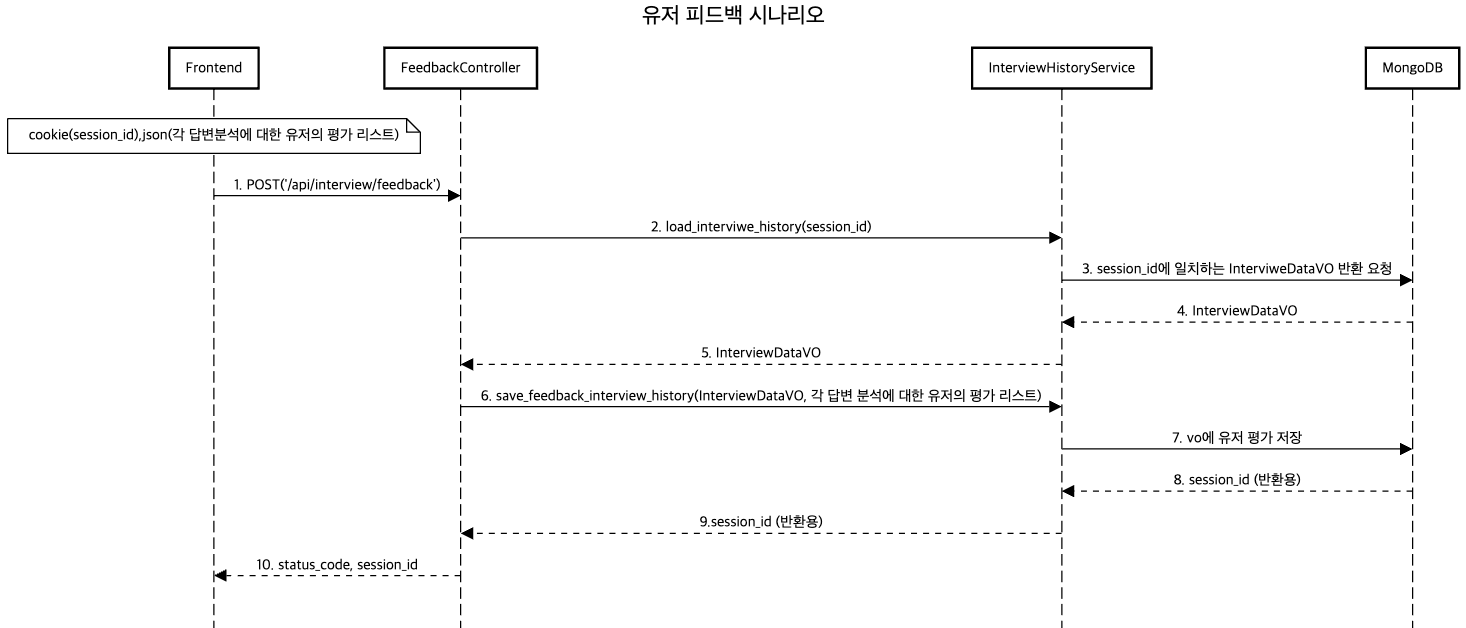 유저 피드백 시나리오
Frontend
FeedbackController
InterviewHistoryService
MongoDB
cookie(session_id),json(각 답변분석에 대한 유저의 평가 리스트)
1. POST('/api/interview/feedback')
2. load_interviwe_history(session_id)
3. session_id에 일치하는 InterviweDataVO 반환 요청
4. InterviewDataVO
5. InterviewDataVO
6. save_feedback_interview_history(InterviewDataVO, 각 답변 분석에 대한 유저의 평가 리스트)
7. vo에 유저 평가 저장
8. session_id (반환용)
9.session_id (반환용)
10. status_code, session_id